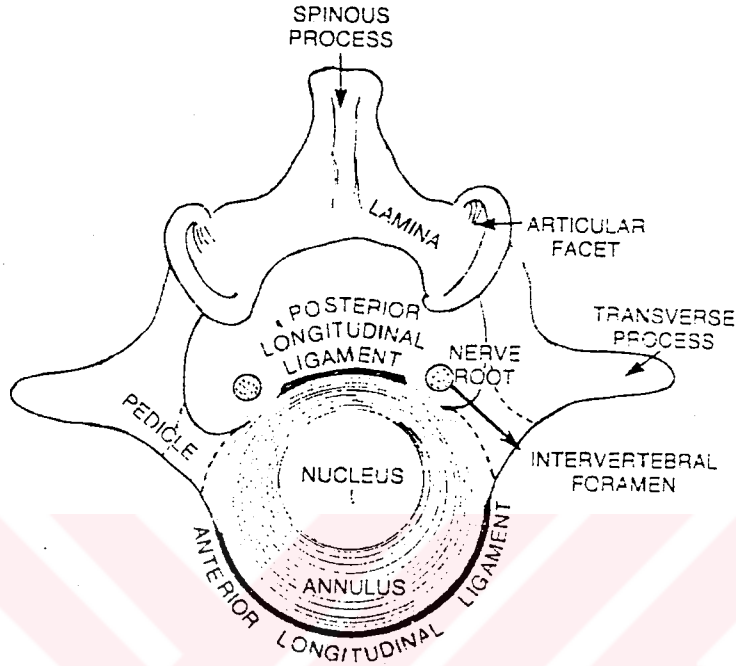 SPINOUS
PROCESS
LAMINA
ARTICULAR
FACET
POSTERIOR
LONGITUDINAL
LIGAMENT
TRANSVERSE
PROCESS
NERVE
ROOT
PEDICLE
NUCLEUS
INTERVERTEBRAL
FORAMEN
ANNULUS
ANTERIOR LONGITUDINAL LIGAMENT